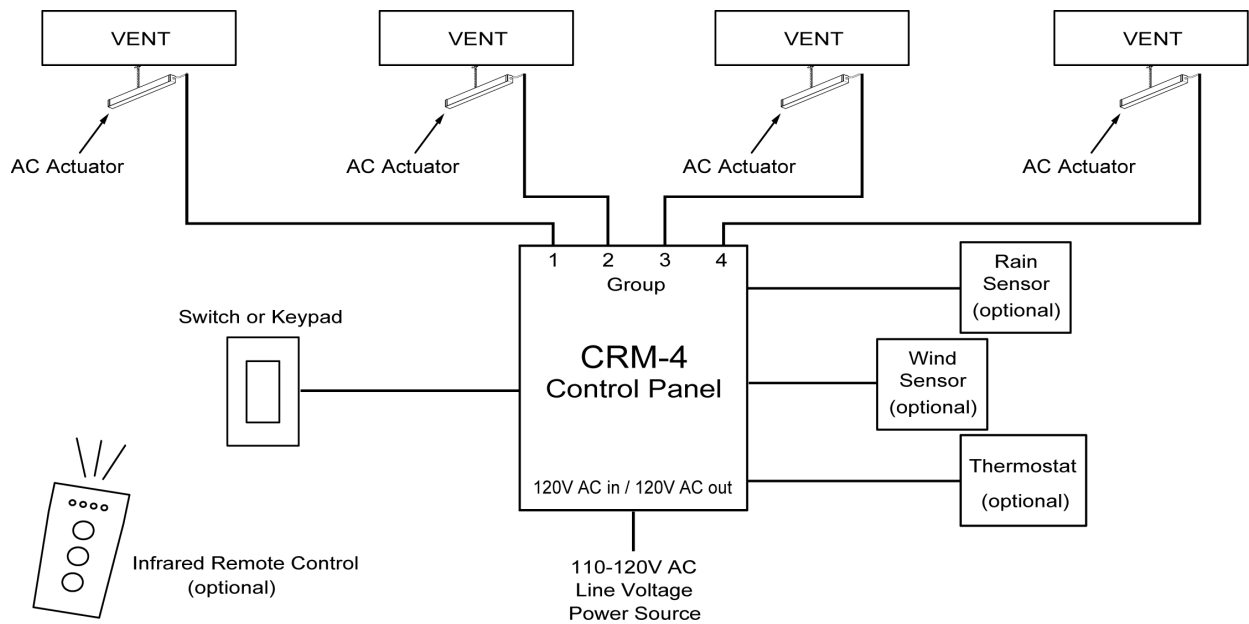 VENT
VENT
VENT
VENT
AC Actuator
AC Actuator
AC Actuator
AC Actuator
1 2 3 4
Group
CRM-4
Control Panel
120V AC in / 120V AC out
Rain
Sensor
(optional)
Switch or Keypad
Wind
Sensor
(optional)
Thermostat
(optional)
Infrared Remote Control
(optional)
110-120V AC
Line Voltage
Power Source